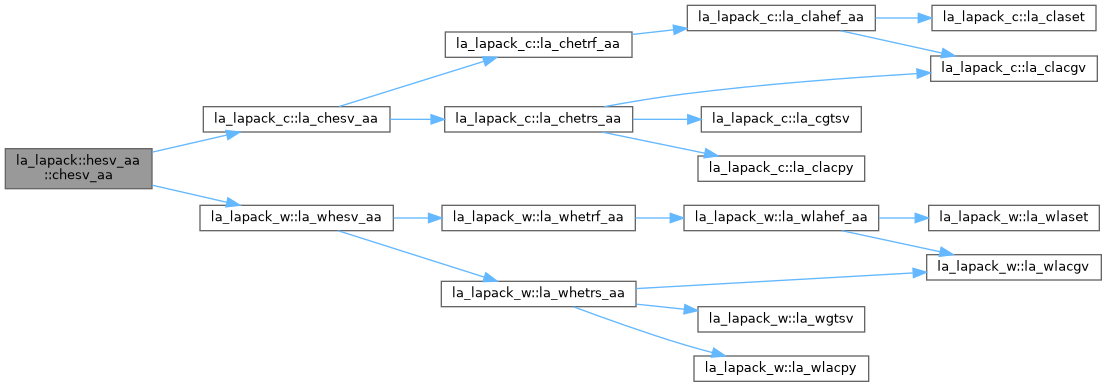 la_lapack::hesv_aa
::chesv_aa
la_lapack_c::la_chesv_aa
la_lapack_c::la_chetrf_aa
la_lapack_c::la_clahef_aa
la_lapack_c::la_claset
la_lapack_c::la_clacgv
la_lapack_c::la_chetrs_aa
la_lapack_c::la_cgtsv
la_lapack_c::la_clacpy
la_lapack_w::la_whesv_aa
la_lapack_w::la_whetrf_aa
la_lapack_w::la_wlahef_aa
la_lapack_w::la_wlaset
la_lapack_w::la_wlacgv
la_lapack_w::la_whetrs_aa
la_lapack_w::la_wgtsv
la_lapack_w::la_wlacpy